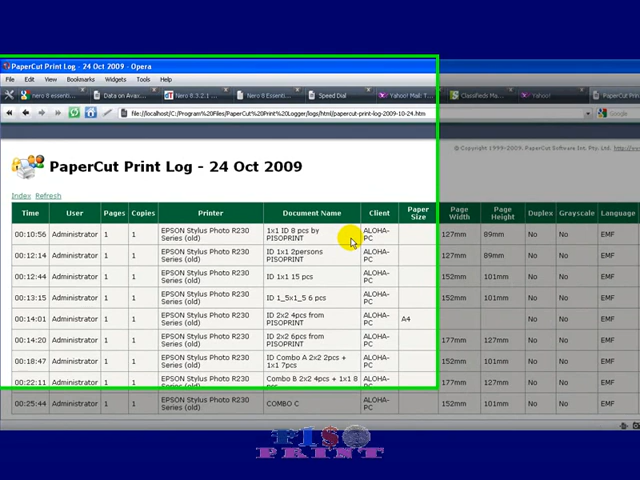 PaperCut Print Log - 24 Oct 2009 - Opera
File Edit View Bookmarks Widgets Tools Help
nero 8 essenti Data on Avas Nero 8.3.2.1 Nero 8 Essenti Speed Dial Yahoo! Mail: T Classifieds Ma Yahoo! PaperCut Prin
file://localhost/C:/Program%20Files/PaperCut%20Print%20Logger/logs/html/papercut-print-log-2009-10-24.htm Google
© Copyright 1999-2009. PaperCut Software Int. Pty. Ltd.
PaperCut Print Log - 24 Oct 2009
Index Refresh
Time User Pages Copies Printer Document Name Client Paper Size Paper Width Page Height Duplex Grayscale Language
00:10:56 Administrator 1 1 EPSON Stylus Photo R230 Series (old) 1x1 ID 8 pcs by PISOPRINT ALOHA-PC 127mm 89mm No No EMF
00:12:14 Administrator 1 1 EPSON Stylus Photo R230 Series (old) ID 1x1 2persons PISOPRINT ALOHA-PC 127mm 89mm No No EMF
00:12:44 Administrator 1 1 EPSON Stylus Photo R230 Series (old) ID 1x1 15 pcs ALOHA-PC 152mm 101mm No No EMF
00:13:15 Administrator 1 1 EPSON Stylus Photo R230 Series (old) ID 1_5x1_5 6 pcs ALOHA-PC 152mm 101mm No No EMF
00:14:01 Administrator 1 1 EPSON Stylus Photo R230 Series (old) ID 2x2 4pcs from PISOPRINT ALOHA-PC A4 No No EMF
00:14:20 Administrator 1 1 EPSON Stylus Photo R230 Series (old) ID 2x2 6pcs from PISOPRINT ALOHA-PC 177mm 127mm No No EMF
00:18:47 Administrator 1 1 EPSON Stylus Photo R230 Series (old) ID Combo A 2x2 2pcs + 1x1 7pcs ALOHA-PC 152mm 101mm No No EMF
00:22:11 Administrator 1 1 EPSON Stylus Photo R230 Series (old) Combo B 2x2 4pcs + 1x1 8 pcs ALOHA-PC 177mm 127mm No No EMF
00:25:44 Administrator 1 1 EPSON Stylus Photo R230 Series (old) COMBO C ALOHA-PC 152mm 101mm No No EMF
PISO
PRINT